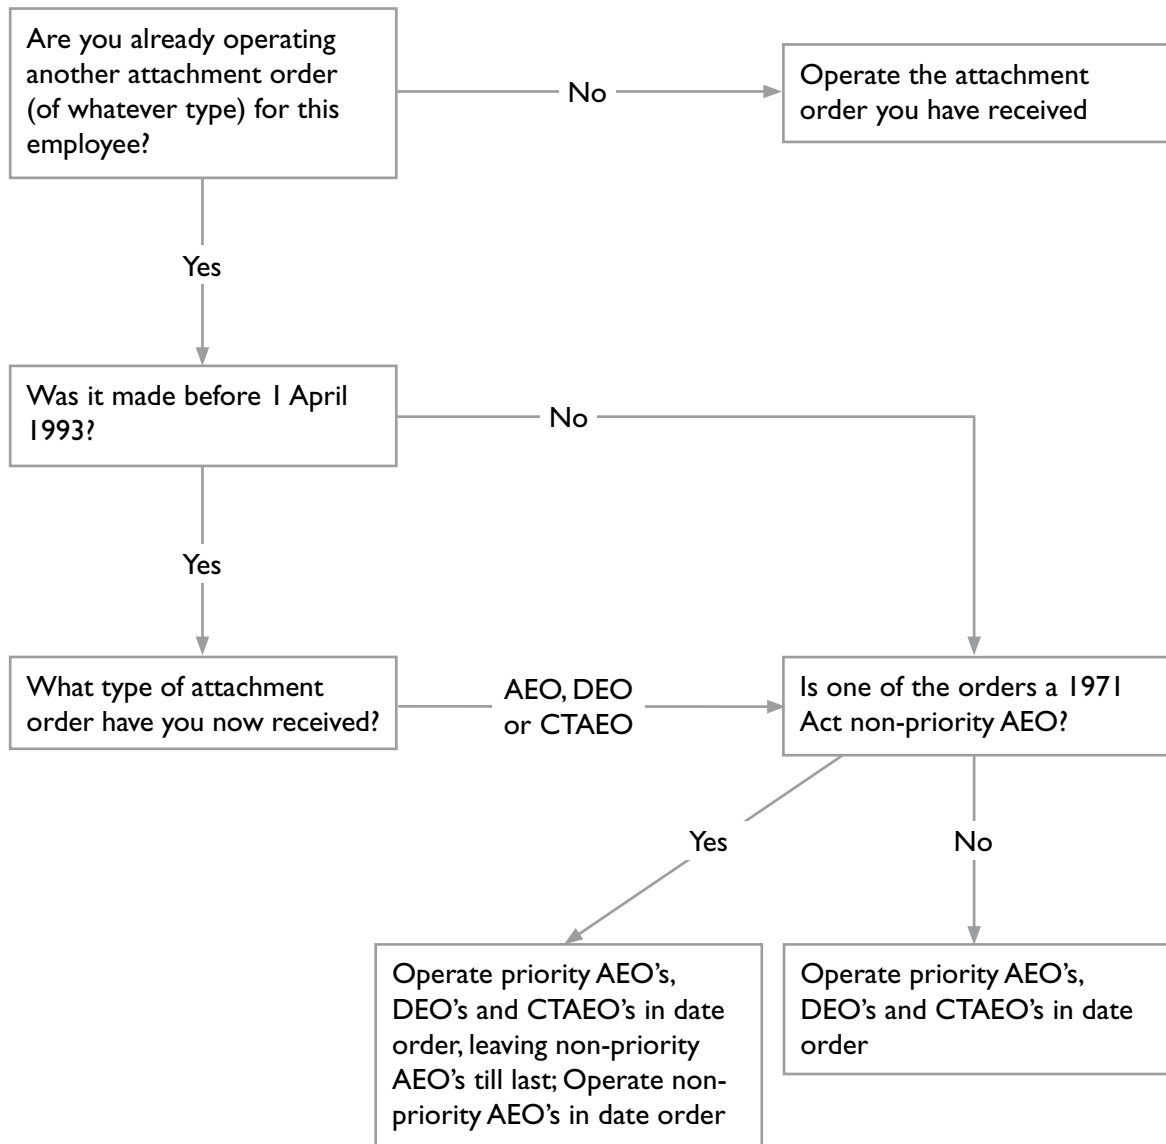 Are you already operating
another attachment order
(of whatever type) for this
employee?
No
Operate the attachment
order you have received
Yes
Was it made before 1 April
1993?
No
Yes
What type of attachment
order have you now received?
AEO, DEO
or CTAEO
Is one of the orders a 1971
Act non-priority AEO?
Yes
No
Operate priority AEO’s,
DEO’s and CTAEO’s in date
order, leaving non-priority
AEO’s till last; Operate non-
priority AEO’s in date order
Operate priority AEO’s,
DEO’s and CTAEO’s in date
order